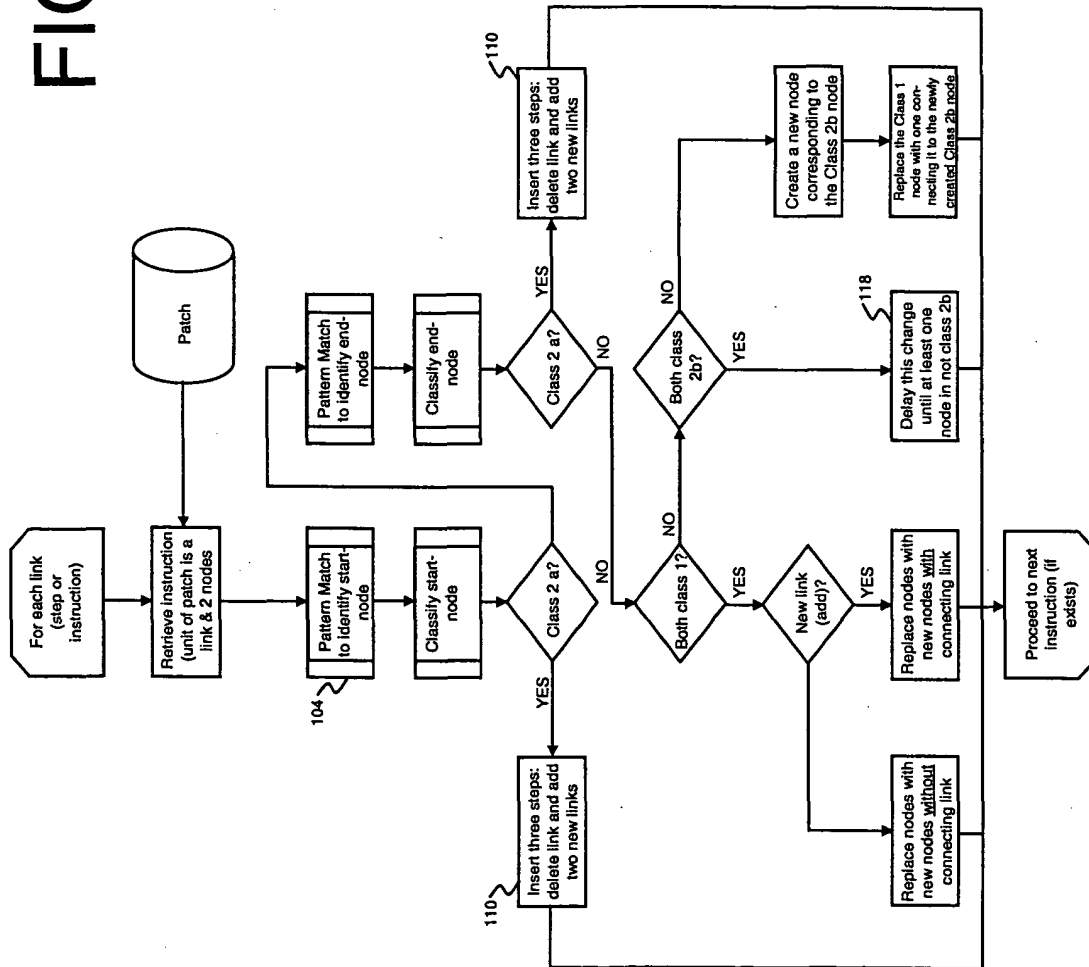 FIG
For each link
(step or
instruction)
Patch
Retrieve instruction
(unit of patch is a
link & 2 nodes
104
Pattern Match
to identify start-
node
Classify start-
node
Class 2 a?
YES
NO
110
Insert three steps:
delete link and add
two new links
Pattern Match
to identify end-
node
Classify end-
node
Class 2 a?
YES
NO
110
Insert three steps:
delete link and add
two new links
Both class 1?
NO
YES
Both class
2b?
NO
YES
New link
(add)?
YES
Create a new node
corresponding to
the Class 2b node
Replace nodes with
new nodes without
connecting link
Replace nodes with
new nodes with
connecting link
118
Delay this change
until at least one
node in not class 2b
Replace the Class 1
node with one con-
necting it to the newly
created Class 2b node
Proceed to next
instruction (if
exists)